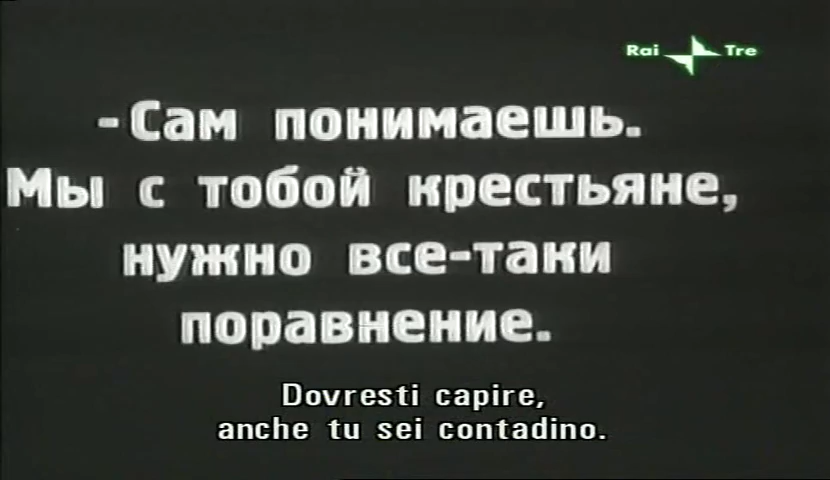 Rai Tre
-Сам понимаешь.
Мы с тобой крестьяне,
нужно все-таки
поравнение.
Dovresti capire,
anche tu sei contadino.